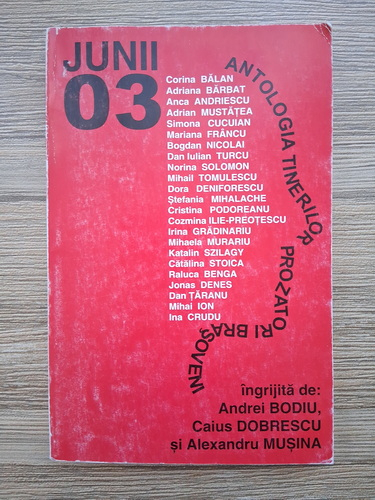 JUNII
03
Corina BĂLAN
Adriana BĂRBAT
Anca ANDRIESCU
Adrian MUSTĂȚEA
Simona CUCUIAN
Mariana FRÂNCU
Bogdan NICOLAI
Dan Iulian TURCU
Norina SOLOMON
Mihail TOMULESCU
Dora DENIFORESCU
Ștefania MIHALACHE
Cristina PODOREANU
Cozmina ILIE-PREOȚESCU
Irina GRĂDINARIU
Mihaela MURARIU
Katalin SZILAGY
Cătălina STOICA
Raluca BENGA
Jonas DENES
Dan ȚĂRANU
Mihai ION
Ina CRUDU
ANTOLOGIA TINERILOR PROZATORI BRAȘOVENI
îngrijită de:
Andrei BODIU,
Caius DOBRESCU
și Alexandru MUȘINA